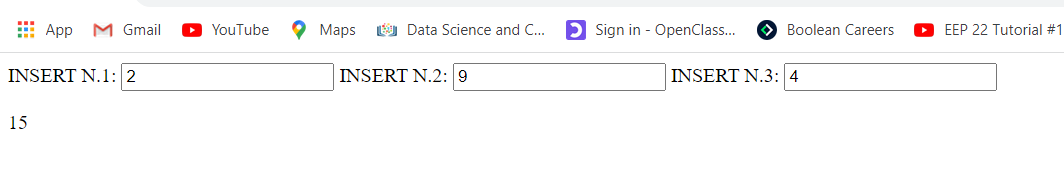 App Gmail YouTube Maps Data Science and C... Sign in - OpenClass... Boolean Careers EEP 22 Tutorial #1
INSERT N.1: 2 INSERT N.2: 9 INSERT N.3: 4
15